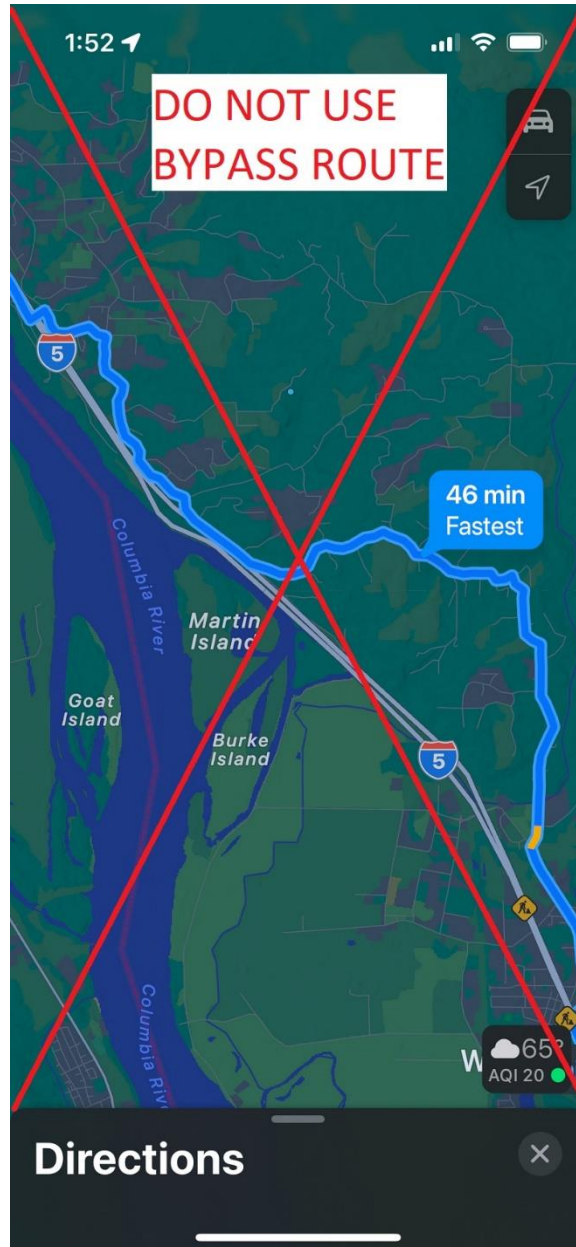 1:52
DO NOT USE
BYPASS ROUTE
5
46 min
Fastest
Columbia River
Martin
Island
Goat
Island
Burke
Island
5
Columbia River
W
65°
AQI 20
Directions